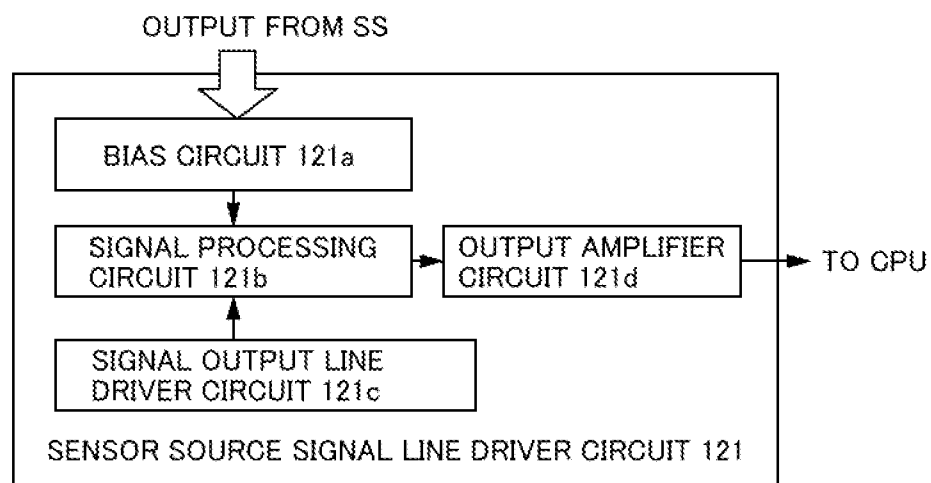 OUTPUT FROM SS
BIAS CIRCUIT 121a
SIGNAL PROCESSING
CIRCUIT 121b
OUTPUT AMPLIFIER
CIRCUIT 121d
TO CPU
SIGNAL OUTPUT LINE
DRIVER CIRCUIT 121c
SENSOR SOURCE SIGNAL LINE DRIVER CIRCUIT 121